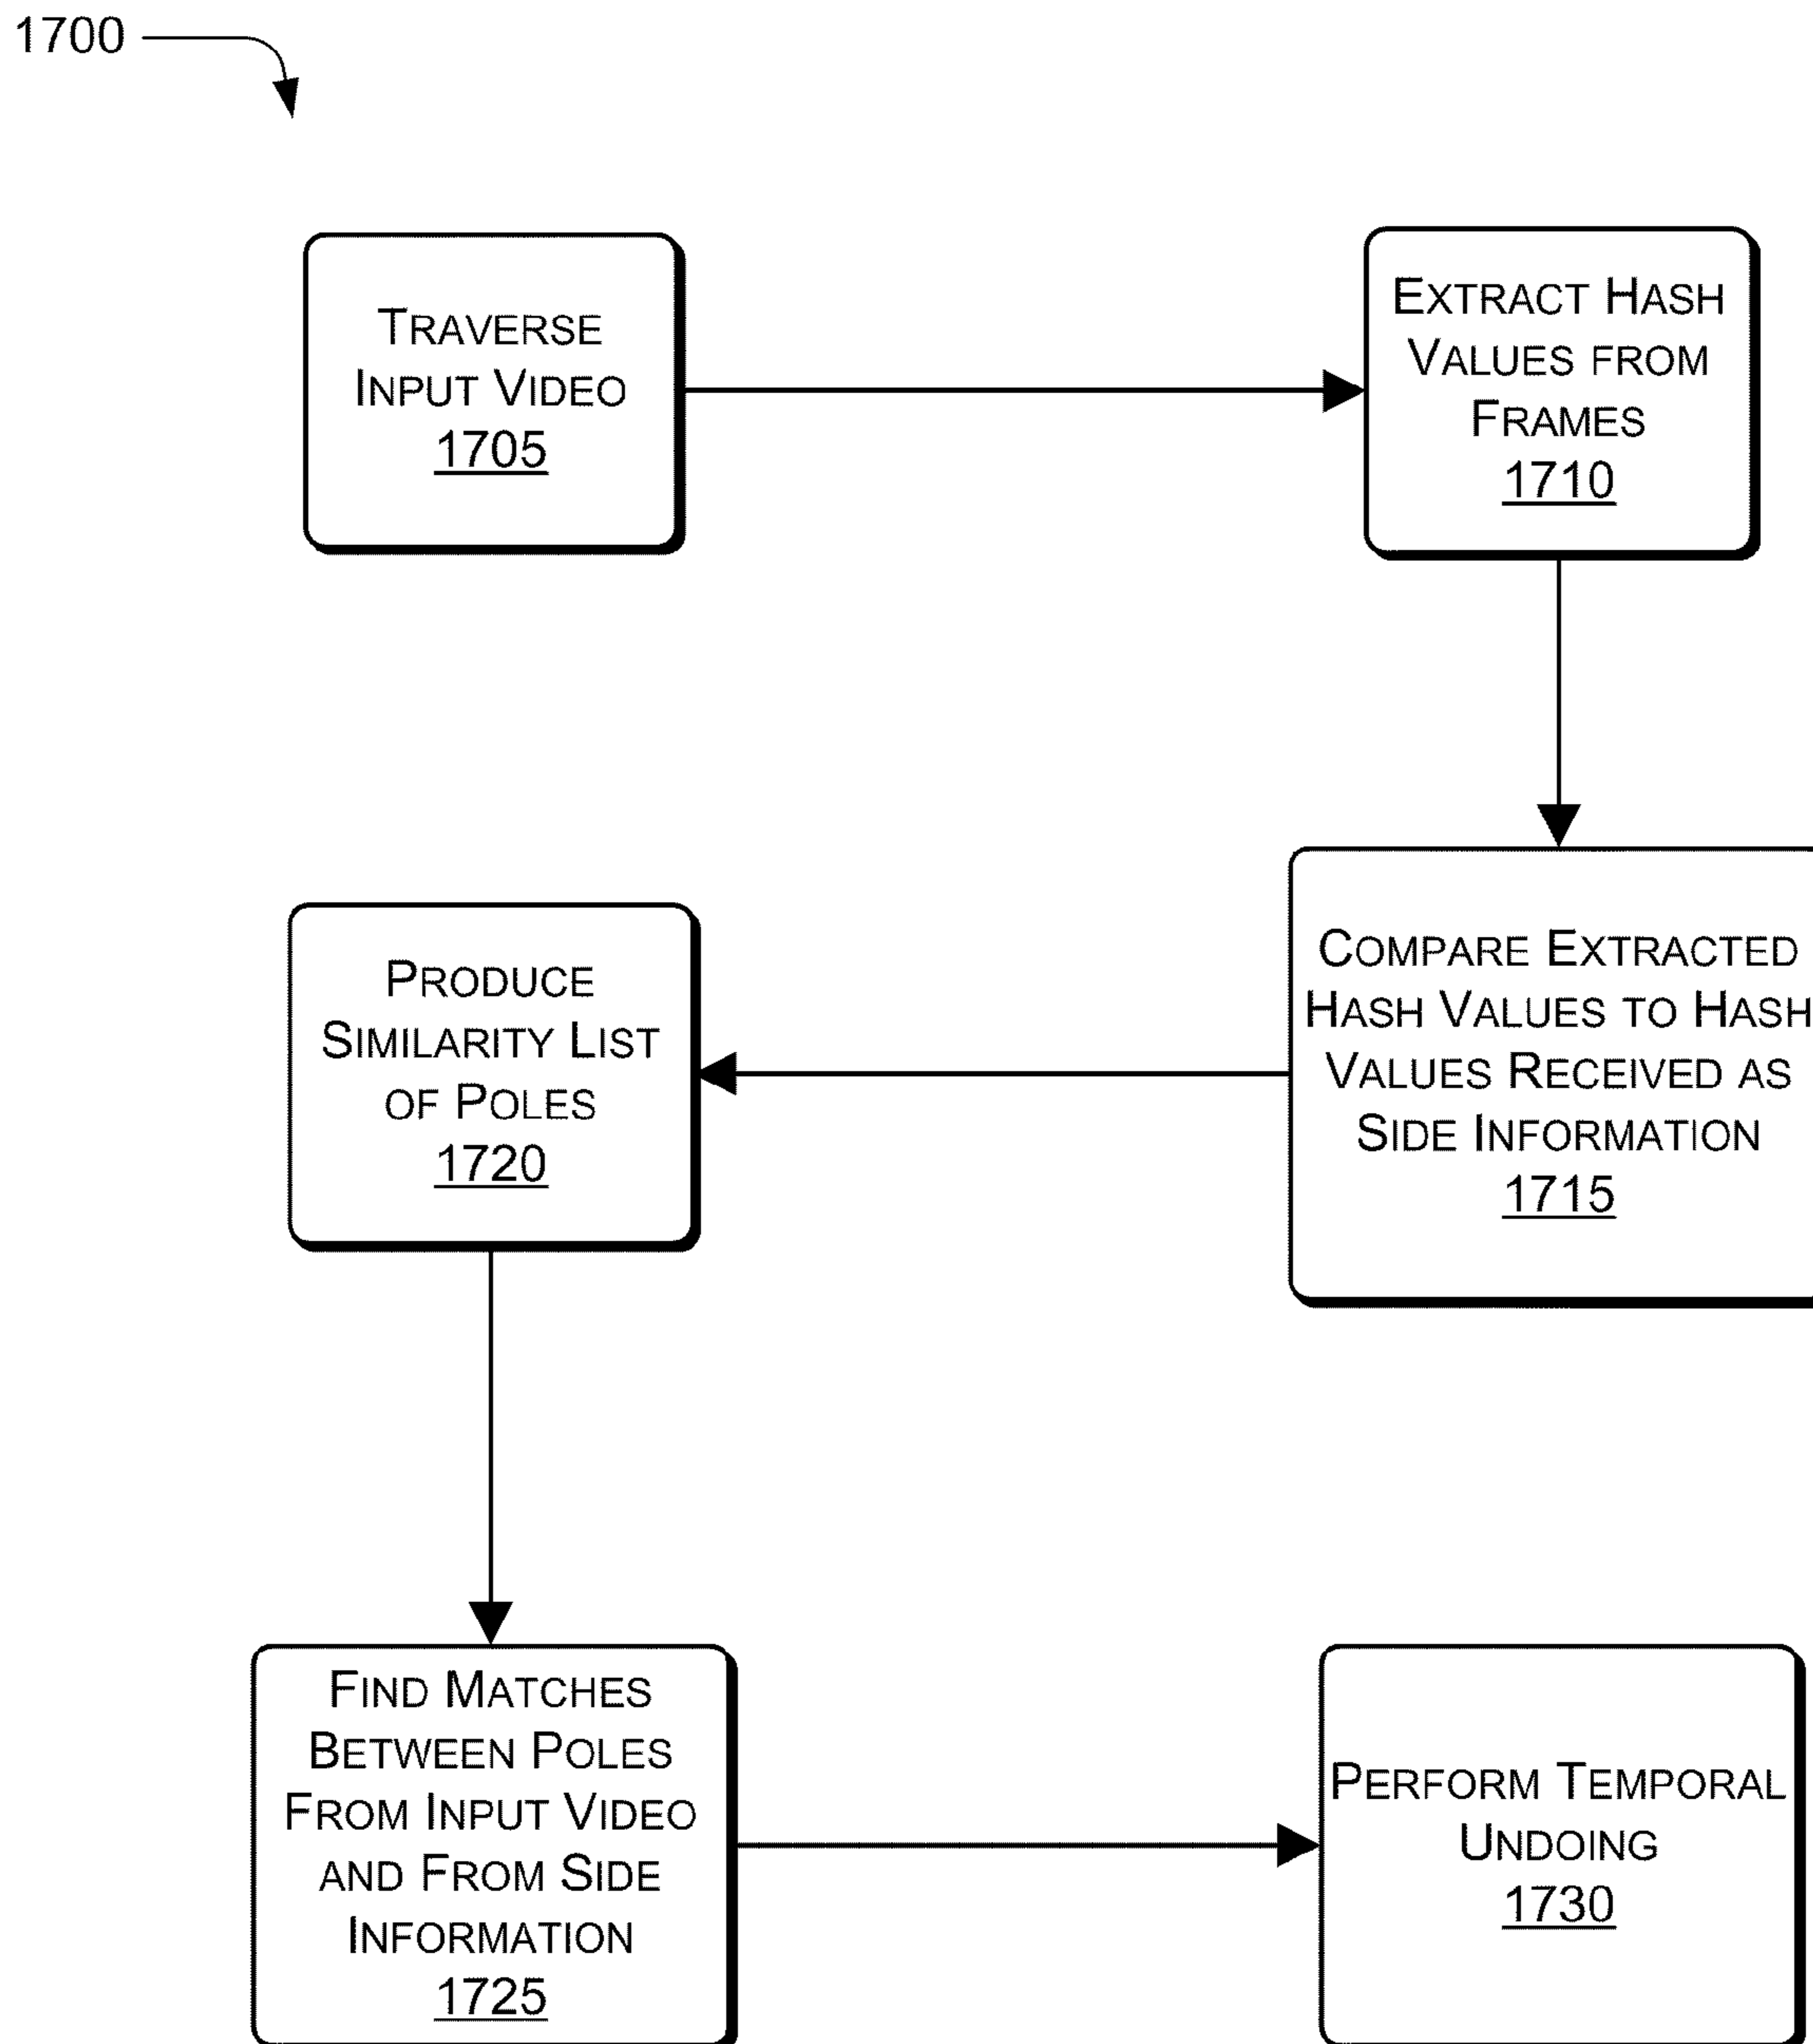 1700
TRAVERSE
INPUT VIDEO
1705
EXTRACT HASH
VALUES FROM
FRAMES
1710
COMPARE EXTRACTED
HASH VALUES TO HASH
VALUES RECEIVED AS
SIDE INFORMATION
1715
PRODUCE
SIMILARITY LIST
OF POLES
1720
FIND MATCHES
BETWEEN POLES
FROM INPUT VIDEO
AND FROM SIDE
INFORMATION
1725
PERFORM TEMPORAL
UNDOING
1730